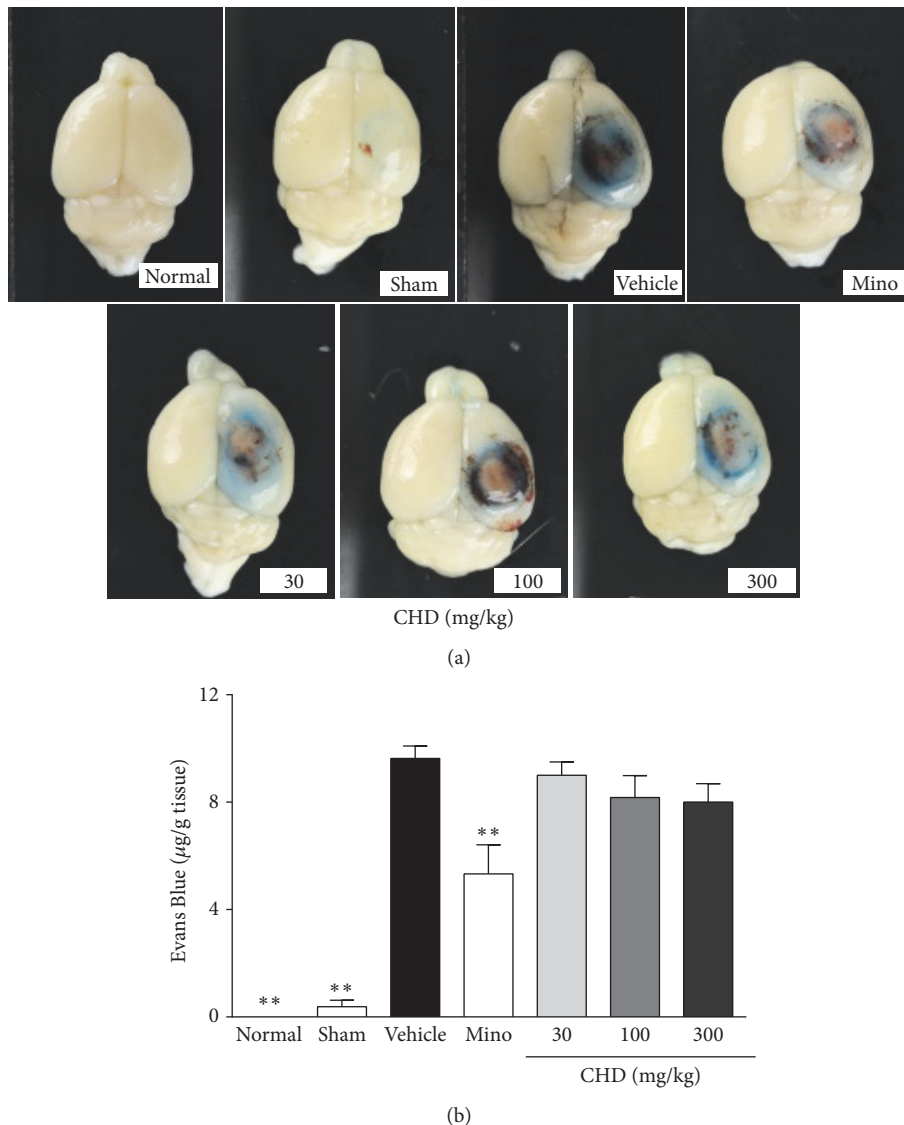 Normal
Sham
Vehicle
Mino
30
100
300
CHD (mg/kg)
(a)
Evans Blue (μg/g tissue)
12
8
4
0
**
**
**
Normal Sham Vehicle Mino 30 100 300
CHD (mg/kg)
(b)